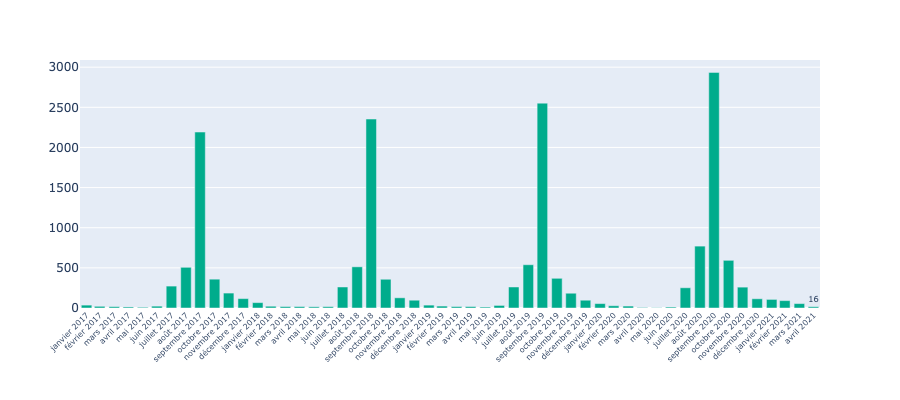 3000
2500
2000
1500
1000
500
0
16
janvier 2017
février 2017
mars 2017
avril 2017
mai 2017
juin 2017
juillet 2017
août 2017
septembre 2017
octobre 2017
novembre 2017
décembre 2017
janvier 2018
février 2018
mars 2018
avril 2018
mai 2018
juin 2018
juillet 2018
août 2018
septembre 2018
octobre 2018
novembre 2018
décembre 2018
janvier 2019
février 2019
mars 2019
avril 2019
mai 2019
juin 2019
juillet 2019
août 2019
septembre 2019
octobre 2019
novembre 2019
décembre 2019
janvier 2020
février 2020
mars 2020
avril 2020
mai 2020
juin 2020
juillet 2020
août 2020
septembre 2020
octobre 2020
novembre 2020
décembre 2020
janvier 2021
février 2021
mars 2021
avril 2021